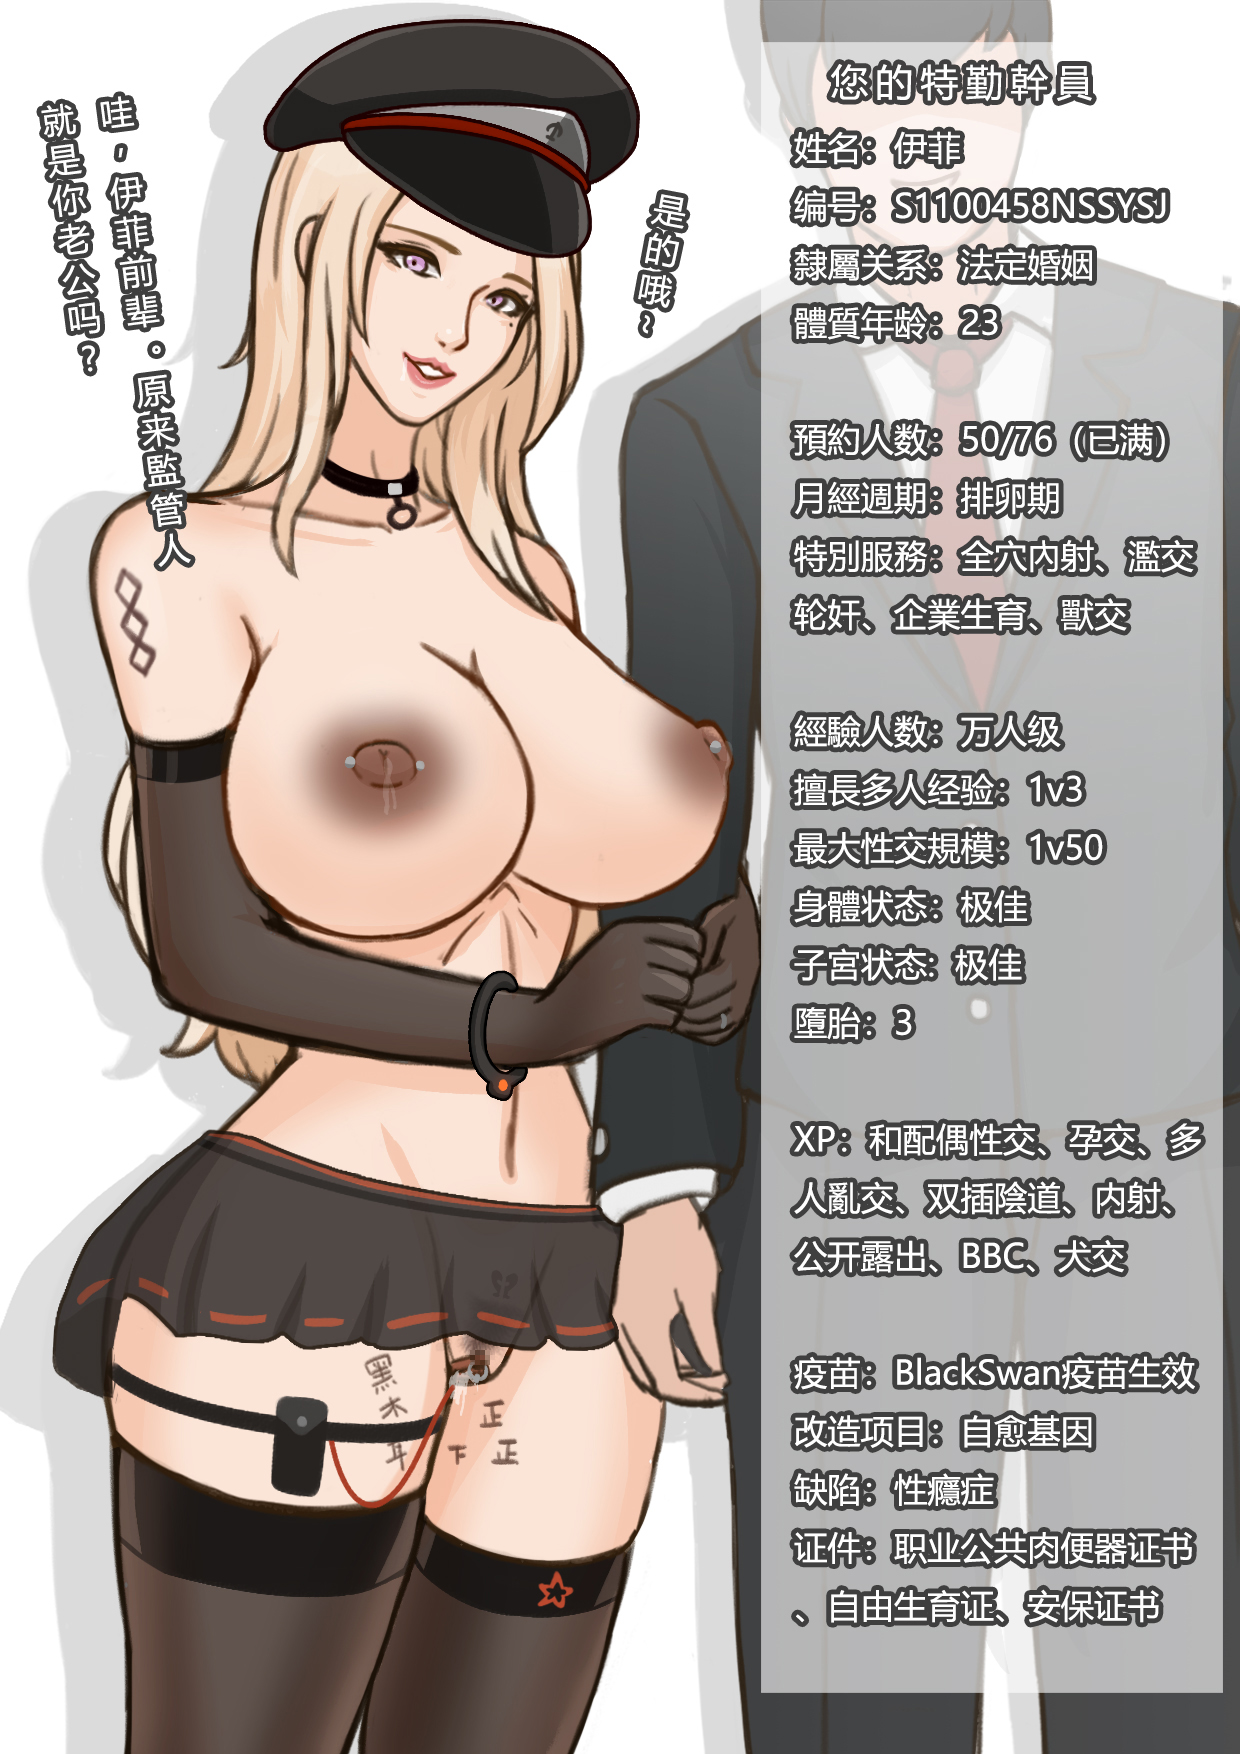 哇，伊菲前輩。原来監管人
就是你老公吗？
是的哦~
您的特勤幹員
姓名：伊菲
编号：S1100458NSSYSJ
隸屬关系：法定婚姻
體質年龄：23
預約人数：50/76（已满）
月經週期：排卵期
特別服務：全穴内射、濫交
轮奸、企業生育、獸交
經驗人数：万人级
擅長多人经验：1v3
最大性交規模：1v50
身體状态：极佳
子宮状态：极佳
墮胎：3
XP：和配偶性交、孕交、多
人亂交、双插陰道、内射、
公开露出、BBC、犬交
疫苗：BlackSwan疫苗生效
改造项目：自愈基因
缺陷：性癮症
证件：职业公共肉便器证书
、自由生育证、安保证书
黑木耳
正
正
下